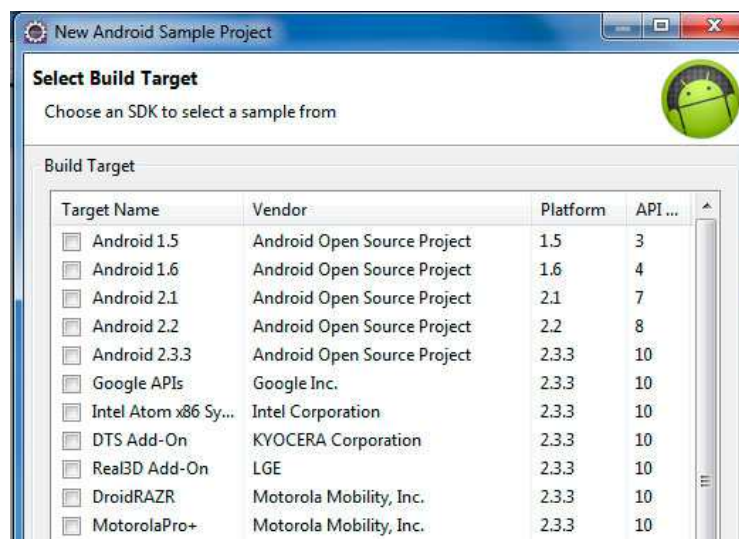 New Android Sample Project
Select Build Target
Choose an SDK to select a sample from
Build Target
Target Name Vendor Platform API ...
Android 1.5 Android Open Source Project 1.5 3
Android 1.6 Android Open Source Project 1.6 4
Android 2.1 Android Open Source Project 2.1 7
Android 2.2 Android Open Source Project 2.2 8
Android 2.3.3 Android Open Source Project 2.3.3 10
Google APIs Google Inc. 2.3.3 10
Intel Atom x86 Sy... Intel Corporation 2.3.3 10
DTS Add-On KYOCERA Corporation 2.3.3 10
Real3D Add-On LGE 2.3.3 10
DroidRAZR Motorola Mobility, Inc. 2.3.3 10
MotorolaPro+ Motorola Mobility, Inc. 2.3.3 10